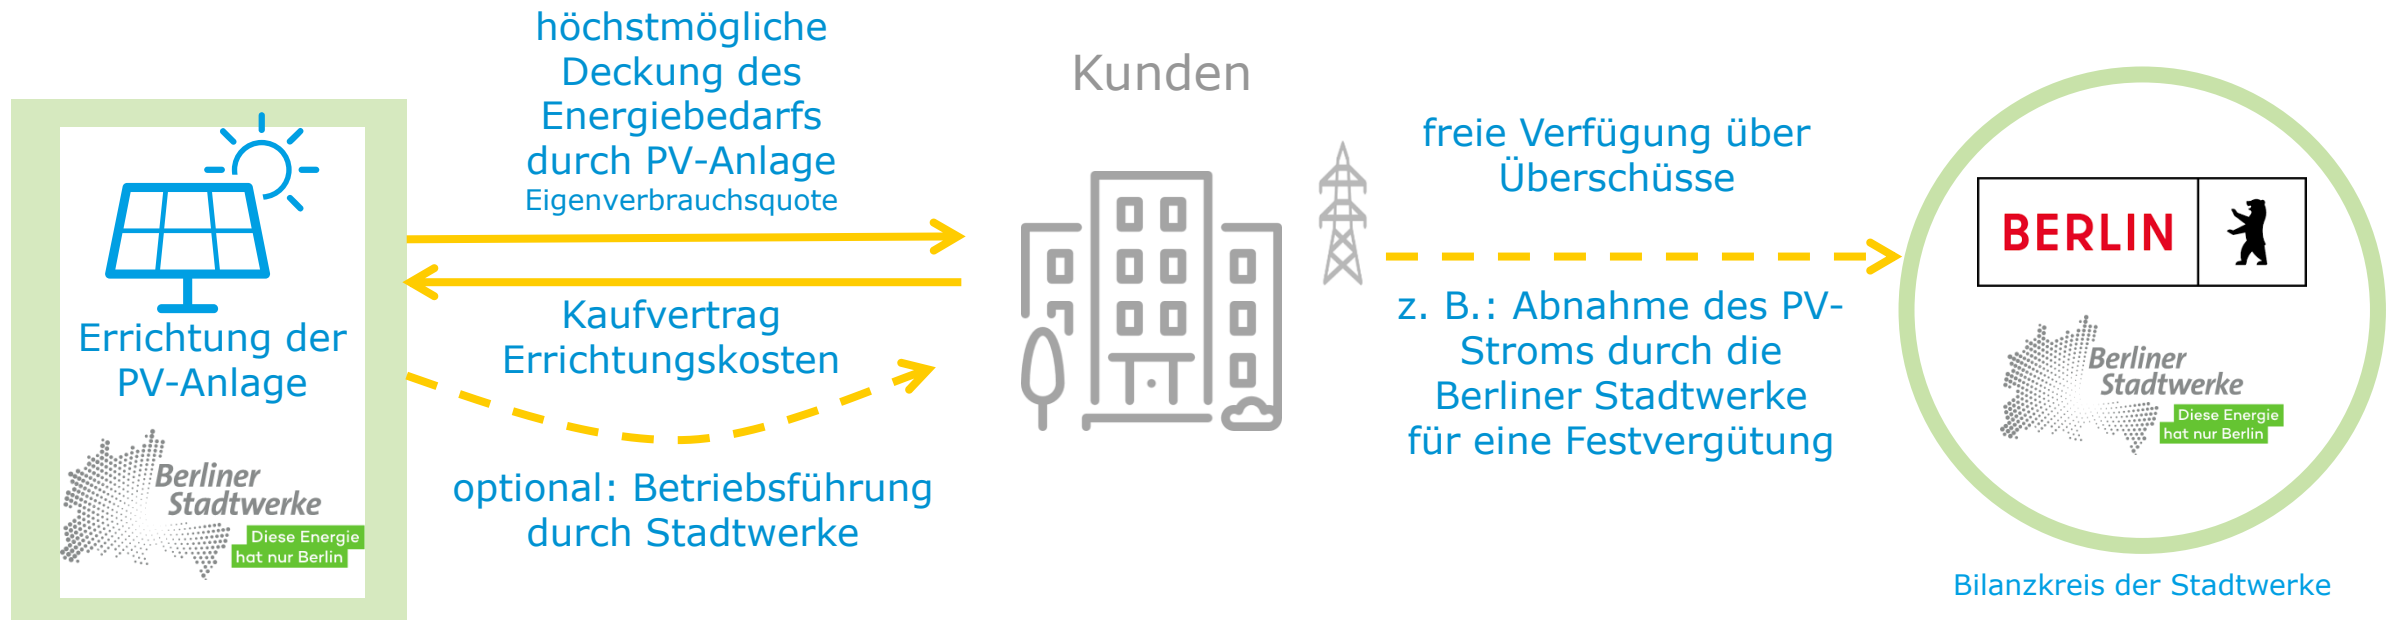 höchstmögliche
Deckung des
Energiebedarfs
durch PV-Anlage
Eigenverbrauchsquote
Kunden
freie Verfügung über
Überschüsse
BERLIN
Errichtung der
PV-Anlage
Kaufvertrag
Errichtungskosten
z. B.: Abnahme des PV-
Stroms durch die
Berliner Stadtwerke
für eine Festvergütung
Berliner
Stadtwerke
Diese Energie
hat nur Berlin
Berliner
Stadtwerke
Diese Energie
hat nur Berlin
optional: Betriebsführung
durch Stadtwerke
Bilanzkreis der Stadtwerke